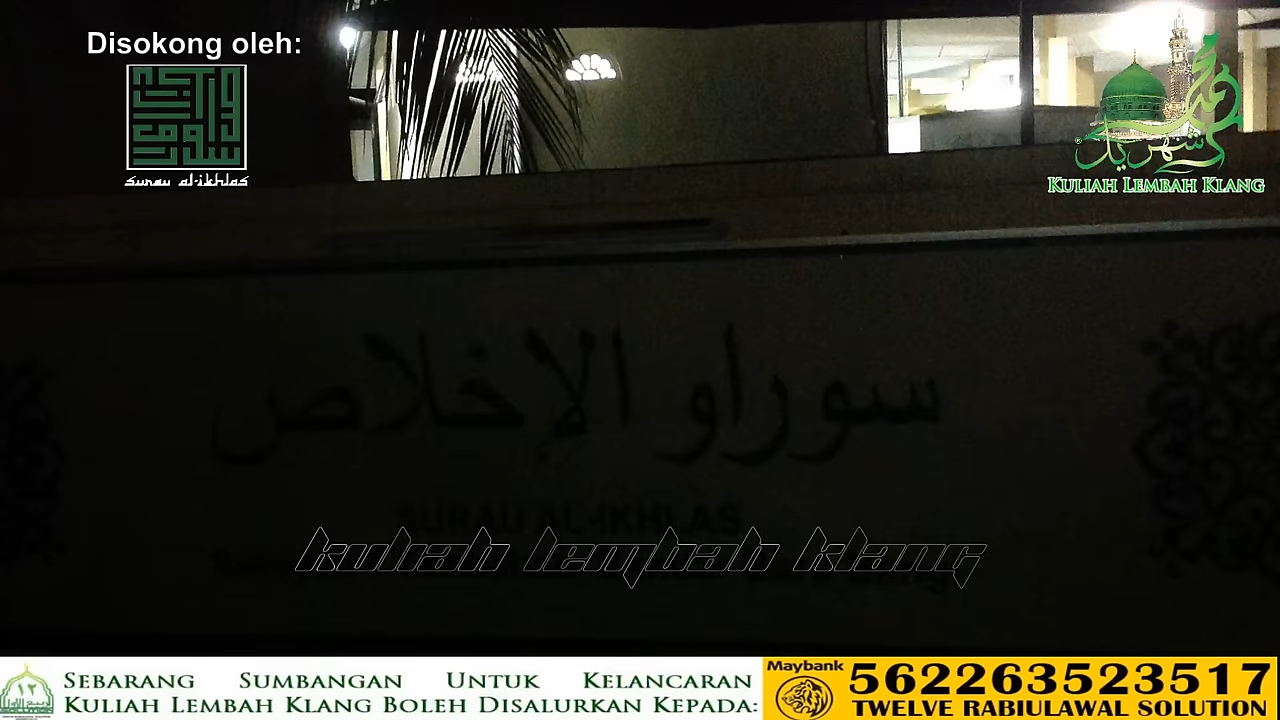 Disokong oleh:
surau al-ikhlas
محمد
شهريل
KULIAH LEMBAH KLANG
سوراو الإخلاص
SURAU AL-IKHLAS
kuliah lembah klang
SEBARANG SUMBANGAN UNTUK KELANCARAN
KULIAH LEMBAH KLANG BOLEH DISALURKAN KEPADA:
Maybank
562263523517
TWELVE RABIULAWAL SOLUTION